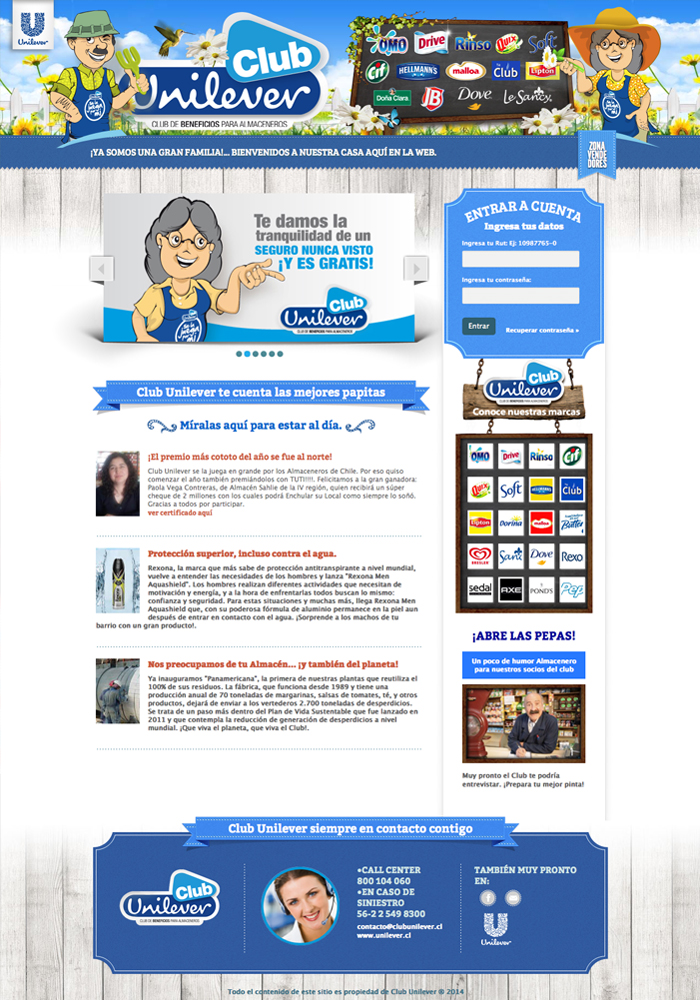 Unilever
Club
Unilever
CLUB DE BENEFICIOS PARA ALMACENEROS
OMO Drive Rinso Quix Soft
Cif HELLMANN'S malloa Té CLUB Lipton
Doña Clara JB Dove Le Sancy
¡YA SOMOS UNA GRAN FAMILIA!... BIENVENIDOS A NUESTRA CASA AQUÍ EN LA WEB.
ZONA
VENDE
DORES
Te damos la
tranquilidad de un
SEGURO NUNCA VISTO
¡Y ES GRATIS!
Club
Unilever
CLUB DE BENEFICIOS PARA ALMACENEROS
ENTRAR A CUENTA
Ingresa tus datos
Ingresa tu Rut: Ej: 10987765-0
Ingresa tu contraseña:
Entrar
Recuperar contraseña »
Club Unilever te cuenta las mejores papitas
Míralas aquí para estar al día.
¡El premio más cototo del año se fue al norte!
Club Unilever se la juega en grande por los Almaceneros de Chile. Por eso quiso
comenzar el año también premiándolos con TUTI!!!!. Felicitamos a la gran ganadora:
Paola Vega Contreras, de Almacén Sahlie de la IV región, quien recibirá un súper
cheque de 2 millones con los cuales podrá Enchular su Local como siempre lo soñó.
Gracias a todos por participar.
ver certificado aquí
Protección superior, incluso contra el agua.
Rexona, la marca que más sabe de protección antitranspirante a nivel mundial,
vuelve a entender las necesidades de los hombres y lanza "Rexona Men
Aquashield". Los hombres realizan diferentes actividades que necesitan de
motivación y energía, y a la hora de enfrentarlas todos buscan lo mismo:
confianza y seguridad. Para estas situaciones y muchas más, llega Rexona Men
Aquashield que, con su poderosa fórmula de aluminio permanece en la piel aun
después de entrar en contacto con el agua. ¡Sorprende a los machos de tu
barrio con un gran producto!.
Nos preocupamos de tu Almacén... ¡y también del planeta!
Ya inauguramos "Panamericana", la primera de nuestras plantas que reutiliza el
100% de sus residuos. La fábrica, que funciona desde 1989 y tiene una
producción anual de 70 toneladas de margarinas, salsas de tomates, té, y otros
productos, dejará de enviar a los vertederos 2.700 toneladas de desperdicios.
Se trata de un paso más dentro del Plan de Vida Sustentable que fue lanzado en
2011 y que contempla la reducción de generación de desperdicios a nivel
mundial. ¡Que viva el planeta, que viva el Club!.
Club
Unilever
CLUB DE BENEFICIOS PARA ALMACENEROS
Conoce nuestras marcas
OMO Drive Rinso Cif
Quix Soft HELLMANN'S Té CLUB
Lipton Dorina malloa Butter
BRESLER Dove Rexo
sedal AXE POND'S Pep
¡ABRE LAS PEPAS!
Un poco de humor Almacenero
para nuestros socios del club
Muy pronto el Club te podría
entrevistar. ¡Prepara tu mejor pinta!
Club Unilever siempre en contacto contigo
Club
Unilever
CLUB DE BENEFICIOS PARA ALMACENEROS
•CALL CENTER
800 104 060
•EN CASO DE
SINIESTRO
56-2 2 549 8300
contacto@clubunilever.cl
www.unilever.cl
TAMBIÉN MUY PRONTO
EN:
Unilever
Todo el contenido de este sitio es propiedad de Club Unilever ® 2014